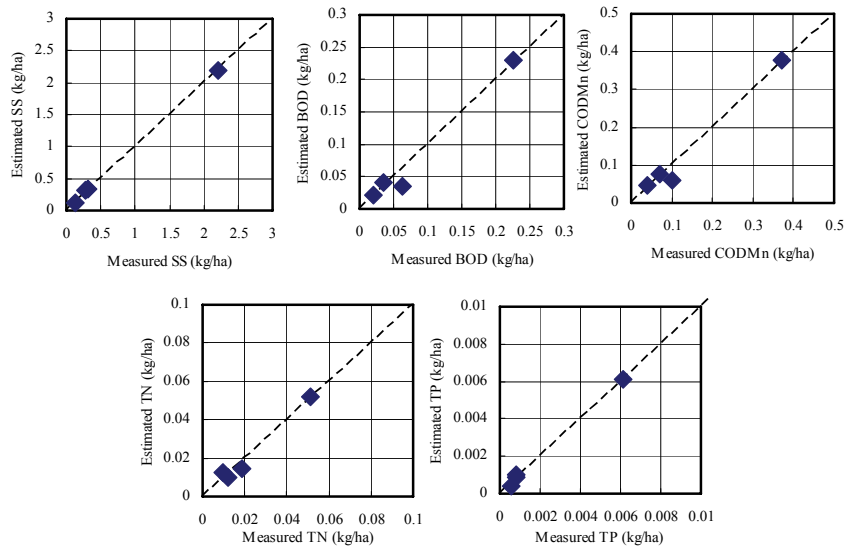 3
2.5
2
1.5
1
0.5
0
Estimated SS (kg/ha)
0 0.5 1 1.5 2 2.5 3
Measured SS (kg/ha)
0.3
0.25
0.2
0.15
0.1
0.05
0
Estimated BOD (kg/ha)
0 0.05 0.1 0.15 0.2 0.25 0.3
Measured BOD (kg/ha)
0.5
0.4
0.3
0.2
0.1
0
Estimated CODMn (kg/ha)
0 0.1 0.2 0.3 0.4 0.5
Measured CODMn (kg/ha)
0.1
0.08
0.06
0.04
0.02
0
Estimated TN (kg/ha)
0 0.02 0.04 0.06 0.08 0.1
Measured TN (kg/ha)
0.01
0.008
0.006
0.004
0.002
0
Estimated TP (kg/ha)
0 0.002 0.004 0.006 0.008 0.01
Measured TP (kg/ha)